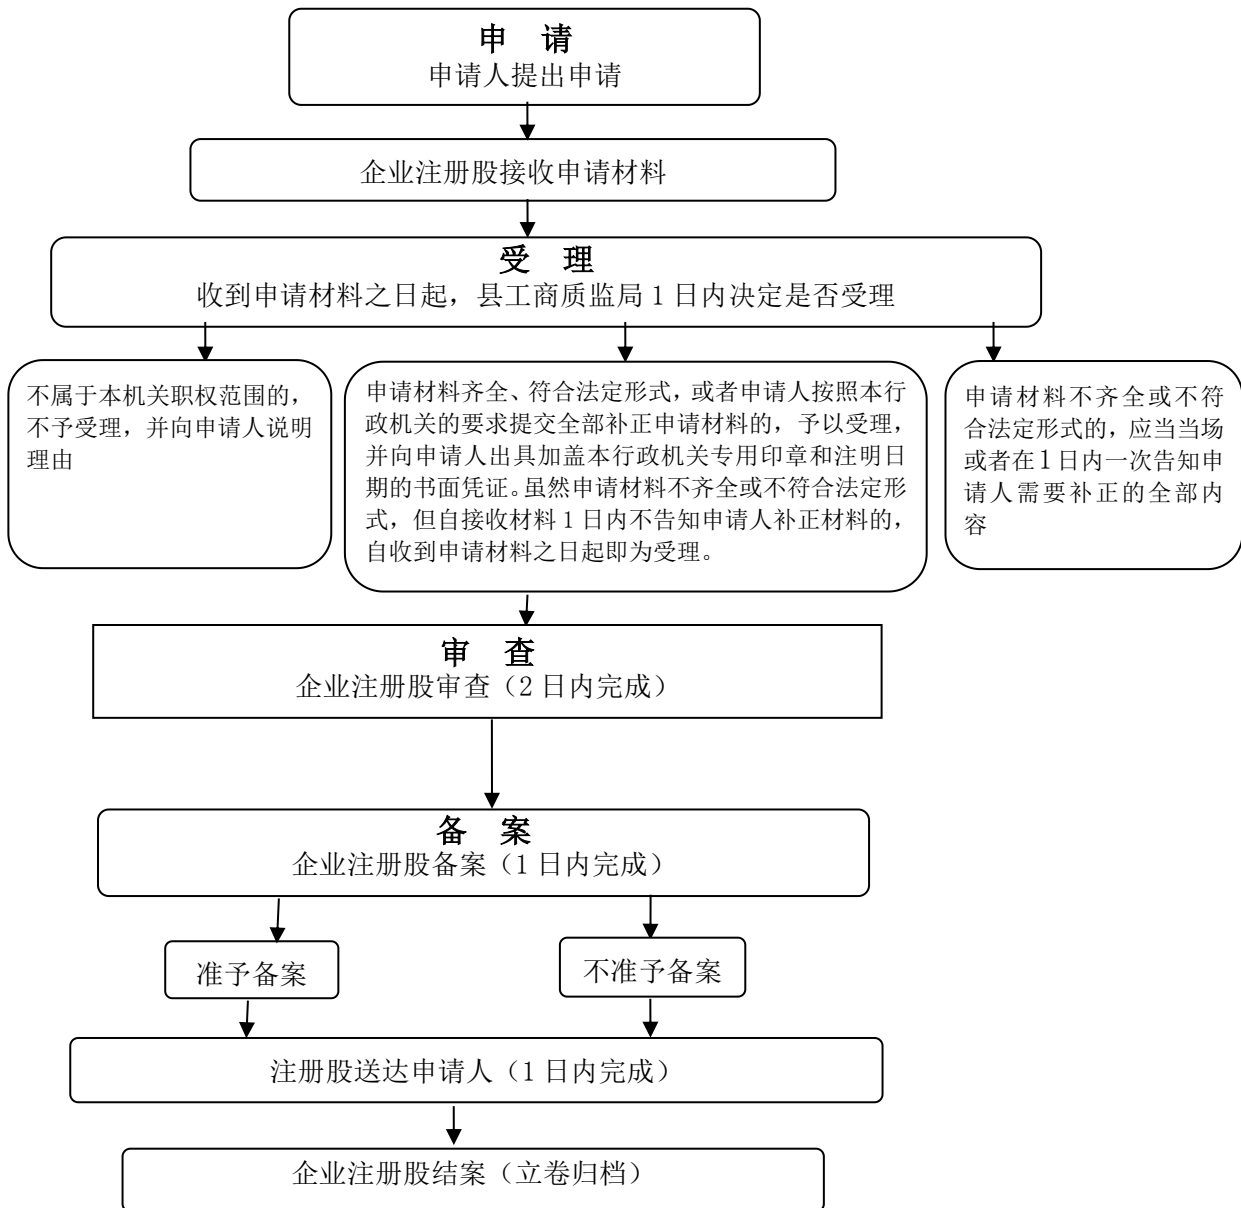 申 请
申请人提出申请
企业注册股接收申请材料
受 理
收到申请材料之日起，县工商质监局 1 日内决定是否受理
不属于本机关职权范围的，
不予受理，并向申请人说明
理由
申请材料齐全、符合法定形式，或者申请人按照本行
政机关的要求提交全部补正申请材料的，予以受理，
并向申请人出具加盖本行政机关专用印章和注明日
期的书面凭证。虽然申请材料不齐全或不符合法定形
式，但自接收材料 1 日内不告知申请人补正材料的，
自收到申请材料之日起即为受理。
申请材料不齐全或不符
合法定形式的，应当当场
或者在 1 日内一次告知申
请人需要补正的全部内
容
审 查
企业注册股审查（2 日内完成）
备 案
企业注册股备案（1 日内完成）
准予备案
不准予备案
注册股送达申请人（1 日内完成）
企业注册股结案（立卷归档）